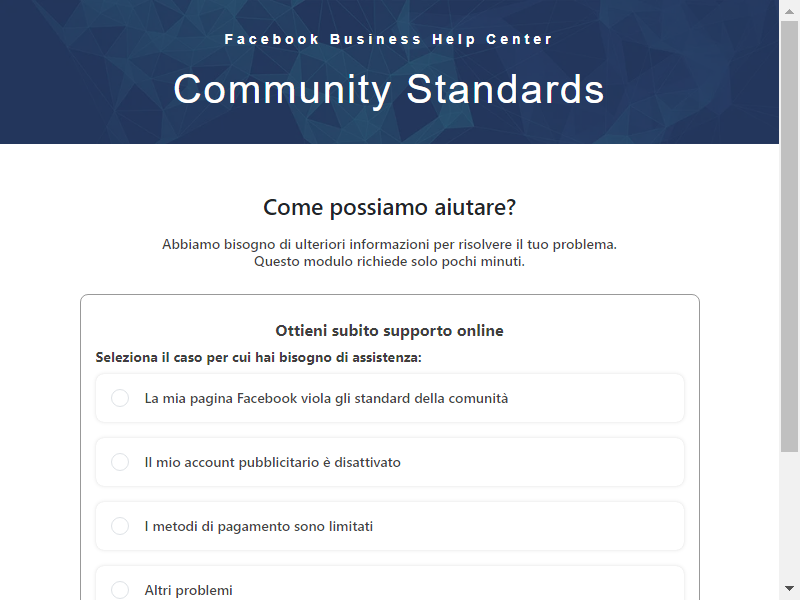 Facebook Business Help Center
Community Standards
Come possiamo aiutare?
Abbiamo bisogno di ulteriori informazioni per risolvere il tuo problema.
Questo modulo richiede solo pochi minuti.
Ottieni subito supporto online
Seleziona il caso per cui hai bisogno di assistenza:
La mia pagina Facebook viola gli standard della comunità
Il mio account pubblicitario è disattivato
I metodi di pagamento sono limitati
Altri problemi